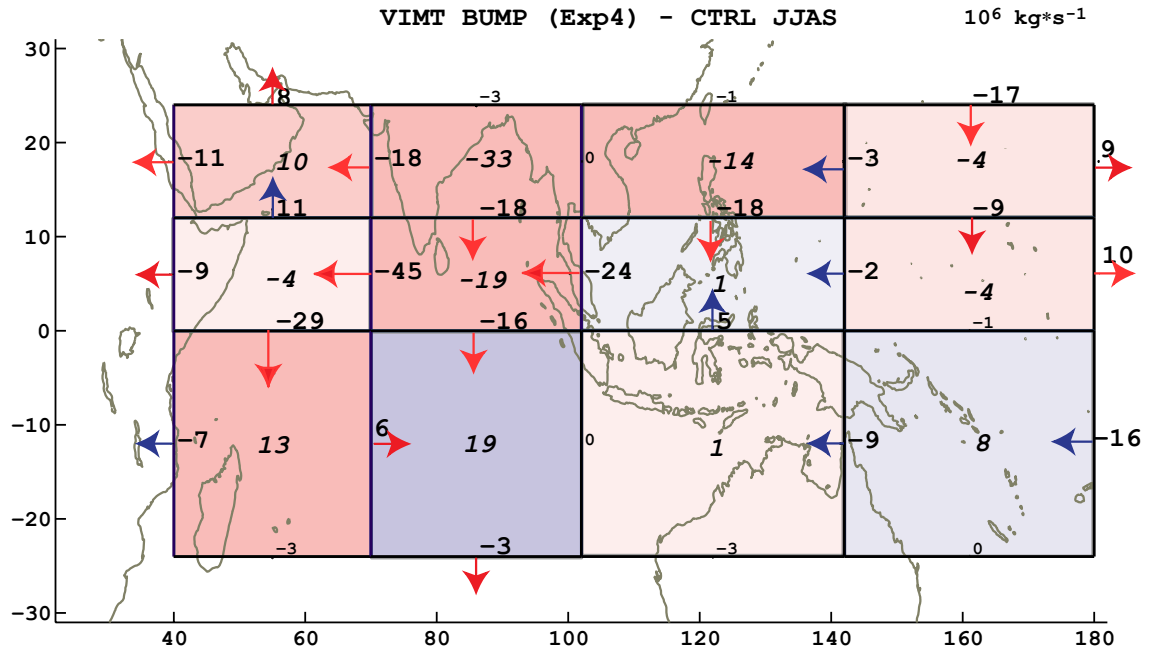 VIMT BUMP (Exp4) - CTRL JJAS 10⁶ kg*s⁻¹
30
8 -3 -1 -17
20
-11 10 -18 -33 0 -14 -3 -4 9
11 -18 -18 -9
10
-9 -4 -45 -19 -24 1 -2 -4 10
-29 -16 5 -1
0
-10
-7 13 6 19 0 1 -9 8 -16
-20
-3 -3 -3 0
-30
40 60 80 100 120 140 160 180